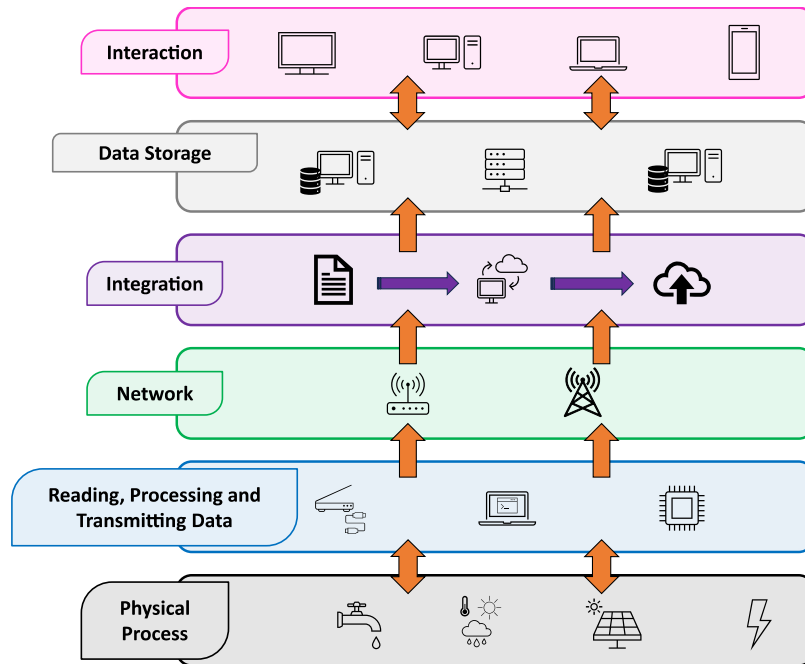 Interaction
Data Storage
Integration
Network
Reading, Processing and
Transmitting Data
Physical
Process